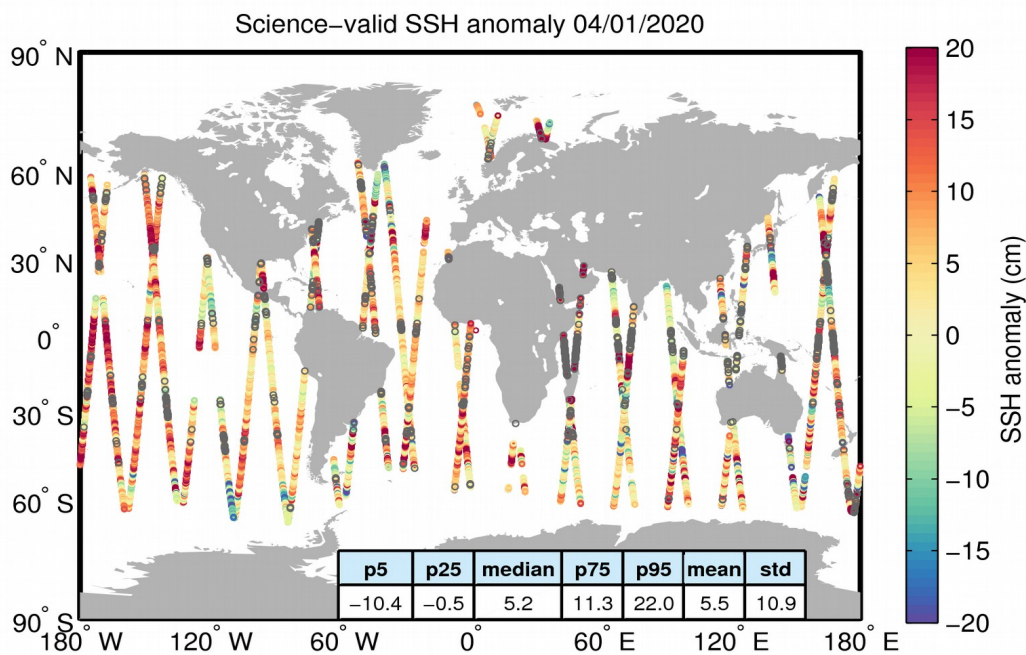 Science−valid SSH anomaly 04/01/2020
90° N
60° N
30° N
0°
30° S
60° S
90° S
180° W 120° W 60° W 0° 60° E 120° E 180° E
p5 p25 median p75 p95 mean std
−10.4 −0.5 5.2 11.3 22.0 5.5 10.9
20
15
10
5
0
−5
−10
−15
−20
SSH anomaly (cm)